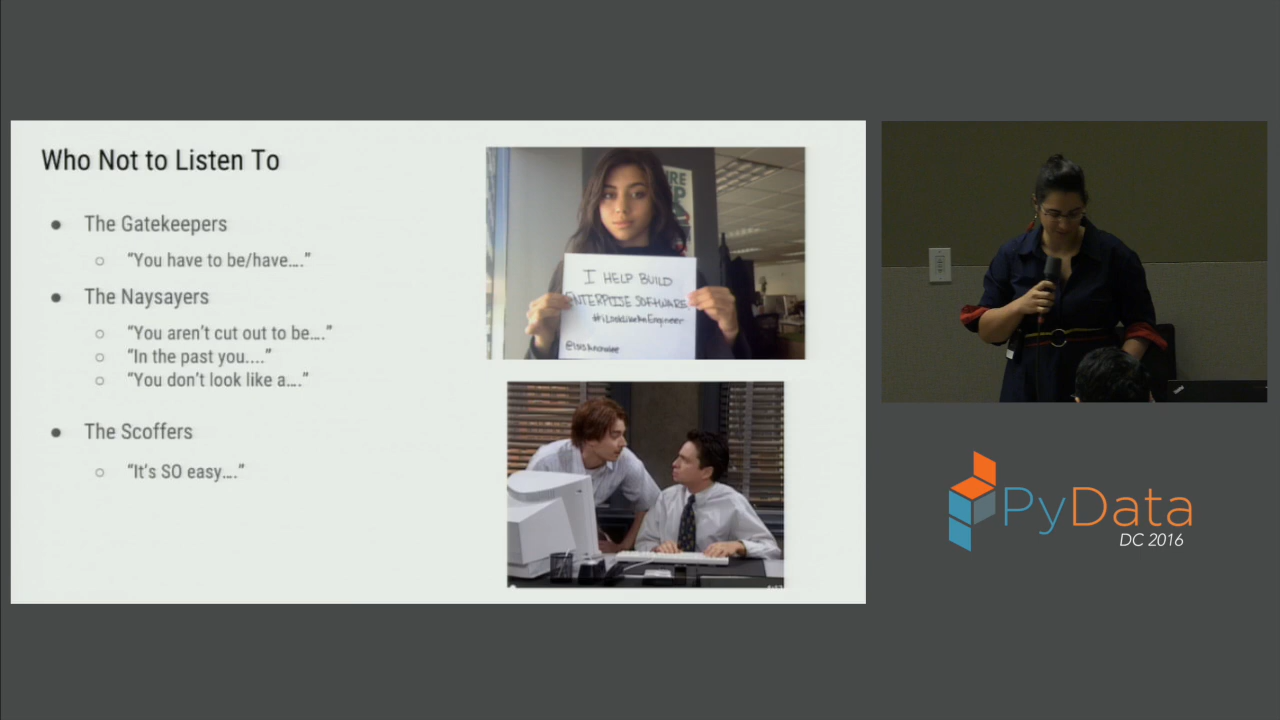 Who Not to Listen To
● The Gatekeepers
○ “You have to be/have....”
● The Naysayers
○ “You aren’t cut out to be....”
○ “In the past you....”
○ “You don’t look like a....”
● The Scoffers
○ “It’s SO easy....”
I HELP BUILD
ENTERPRISE SOFTWARE.
#iLookLikeAnEngineer
PyData
DC 2016